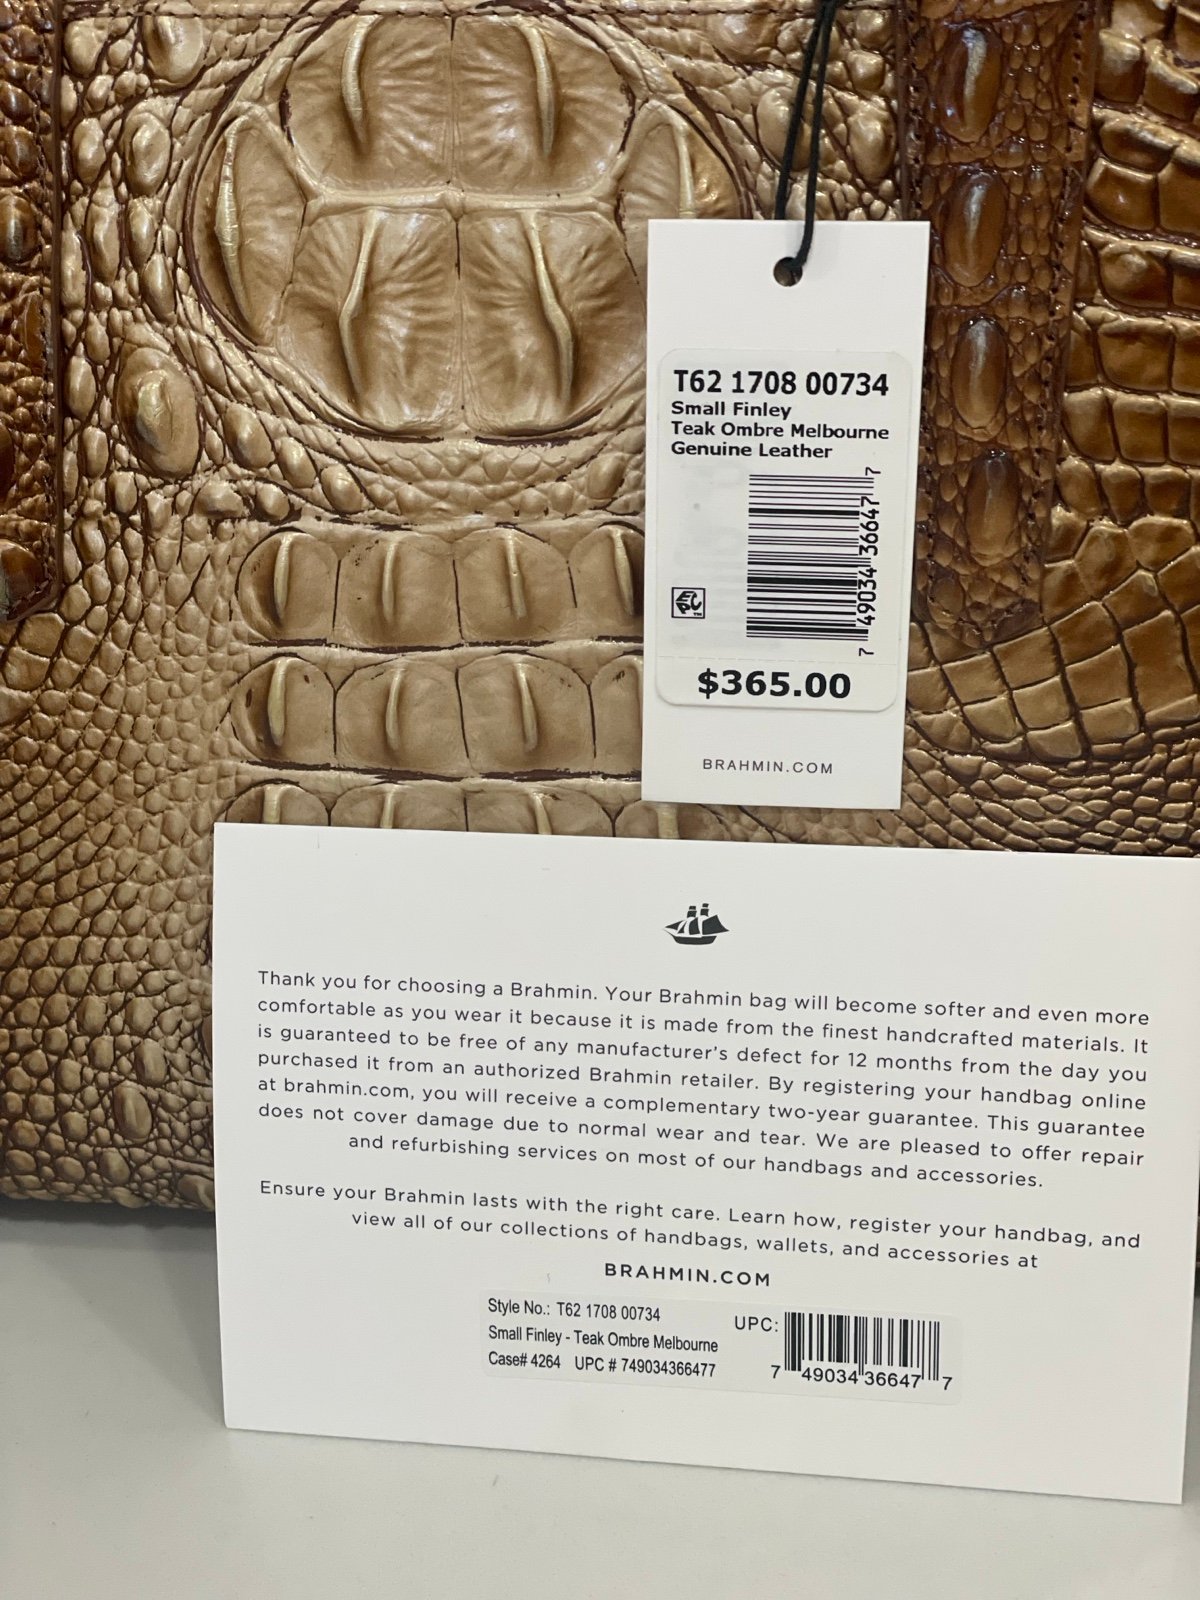 T62 1708 00734
Small Finley
Teak Ombre Melbourne
Genuine Leather
7 49034 36647 7
EPC™
$365.00
BRAHMIN.COM
Thank you for choosing a Brahmin. Your Brahmin bag will become softer and even more
comfortable as you wear it because it is made from the finest handcrafted materials. It
is guaranteed to be free of any manufacturer's defect for 12 months from the day you
purchased it from an authorized Brahmin retailer. By registering your handbag online
at brahmin.com, you will receive a complementary two-year guarantee. This guarantee
does not cover damage due to normal wear and tear. We are pleased to offer repair
and refurbishing services on most of our handbags and accessories.
Ensure your Brahmin lasts with the right care. Learn how, register your handbag, and
view all of our collections of handbags, wallets, and accessories at
BRAHMIN.COM
Style No.: T62 1708 00734
Small Finley - Teak Ombre Melbourne
Case# 4264 UPC # 749034366477
UPC:
7 49034 36647 7